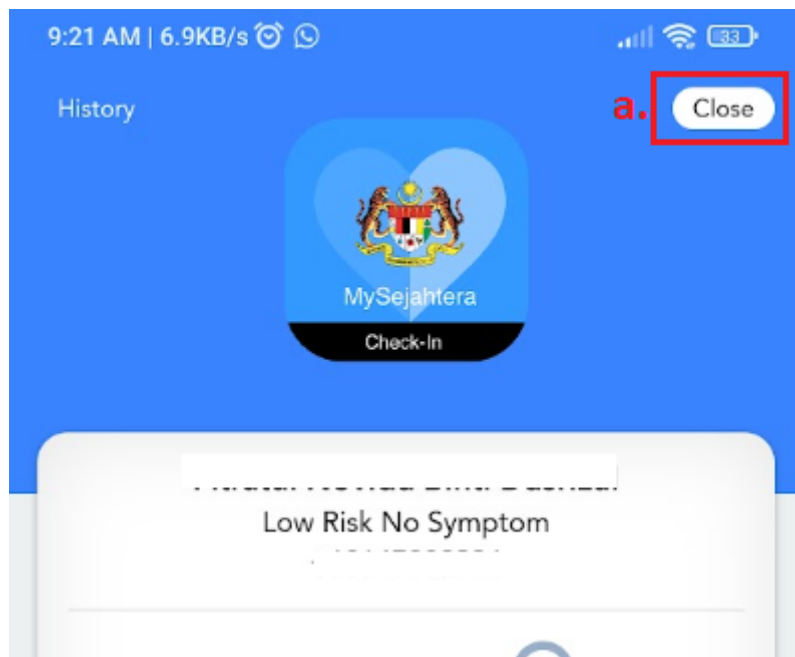 9:21 AM | 6.9KB/s 33
History a. Close
MySejahtera
Check-In
Low Risk No Symptom